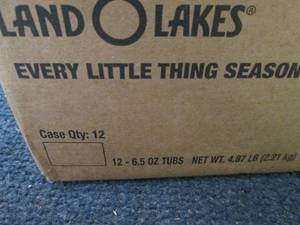 LAND O LAKES®
EVERY LITTLE THING SEASON
Case Qty: 12
12 - 6.5 OZ TUBS NET WT. 4.87 LB (2.21 kg)